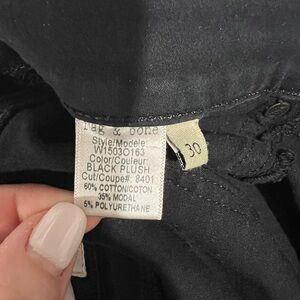 rag & bone
Style/Modele:
W1503O163
Color/Couleur:
BLACK PLUSH
Cut/Coupe#: 8401
60% COTTON/COTON
35% MODAL
5% POLYURETHANE
30